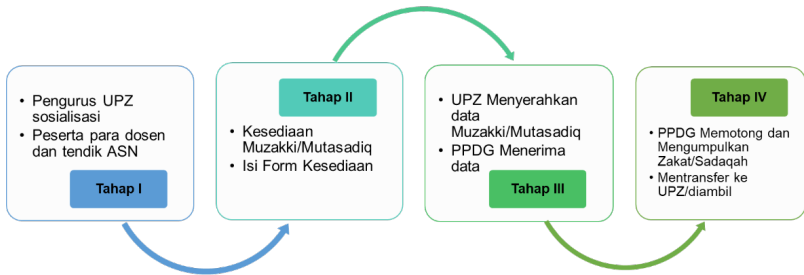 • Pengurus UPZ
sosialisasi
• Peserta para dosen
dan tendik ASN
Tahap I
Tahap II
• Kesediaan
Muzakki/Mutasadiq
• Isi Form Kesediaan
• UPZ Menyerahkan
data
Muzakki/Mutasadiq
• PPDG Menerima
data
Tahap III
Tahap IV
• PPDG Memotong dan
Mengumpulkan
Zakat/Sadaqah
• Mentransfer ke
UPZ/diambil